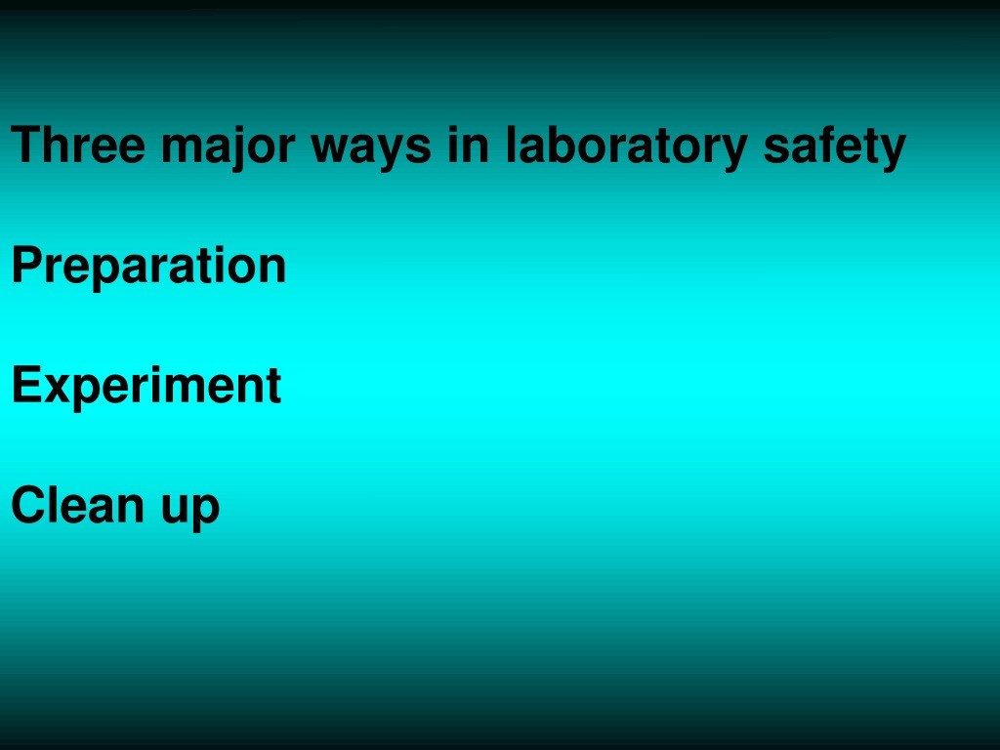 Three major ways in laboratory safety
Preparation
Experiment
Clean up